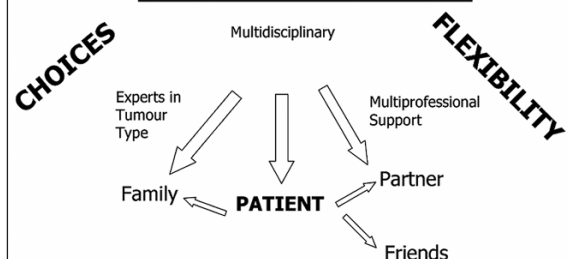 Multidisciplinary
CHOICES
FLEXIBILITY
Experts in
Tumour
Type
Multiprofessional
Support
Family
PATIENT
Partner
Friends